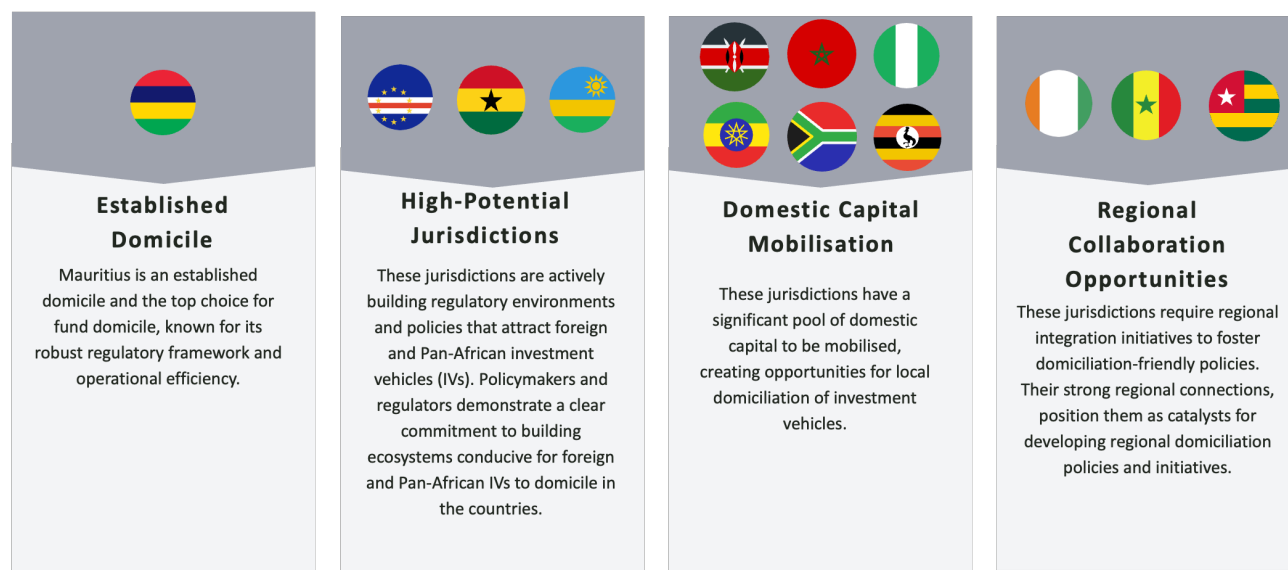 Established
Domicile
Mauritius is an established
domicile and the top choice for
fund domicile, known for its
robust regulatory framework and
operational efficiency.
High-Potential
Jurisdictions
These jurisdictions are actively
building regulatory environments
and policies that attract foreign
and Pan-African investment
vehicles (IVs). Policymakers and
regulators demonstrate a clear
commitment to building
ecosystems conducive for foreign
and Pan-African IVs to domicile in
the countries.
Domestic Capital
Mobilisation
These jurisdictions have a
significant pool of domestic
capital to be mobilised,
creating opportunities for local
domiciliation of investment
vehicles.
Regional
Collaboration
Opportunities
These jurisdictions require regional
integration initiatives to foster
domiciliation-friendly policies.
Their strong regional connections,
position them as catalysts for
developing regional domiciliation
policies and initiatives.